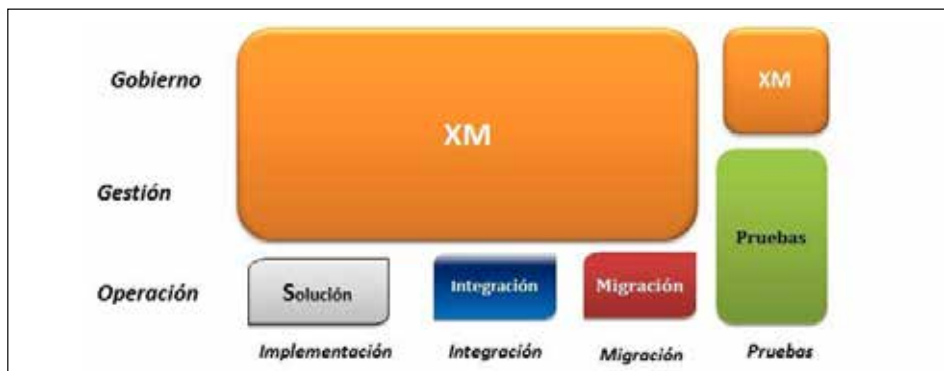 Gobierno
XM
XM
Gestión
Pruebas
Operación
Solución
Integración
Migración
Implementación
Integración
Migración
Pruebas